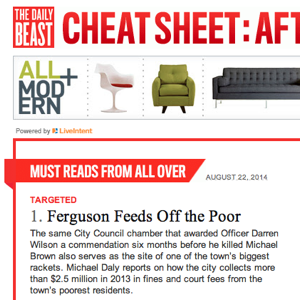 THE DAILY
BEAST
CHEAT SHEET: AFT
ALL+
MOD
ERN
Powered by LiveIntent
MUST READS FROM ALL OVER
AUGUST 22, 2014
TARGETED
1. Ferguson Feeds Off the Poor
The same City Council chamber that awarded Officer Darren
Wilson a commendation six months before he killed Michael
Brown also serves as the site of one of the town's biggest
rackets. Michael Daly reports on how the city collects more
than $2.5 million in 2013 in fines and court fees from the
town's poorest residents.